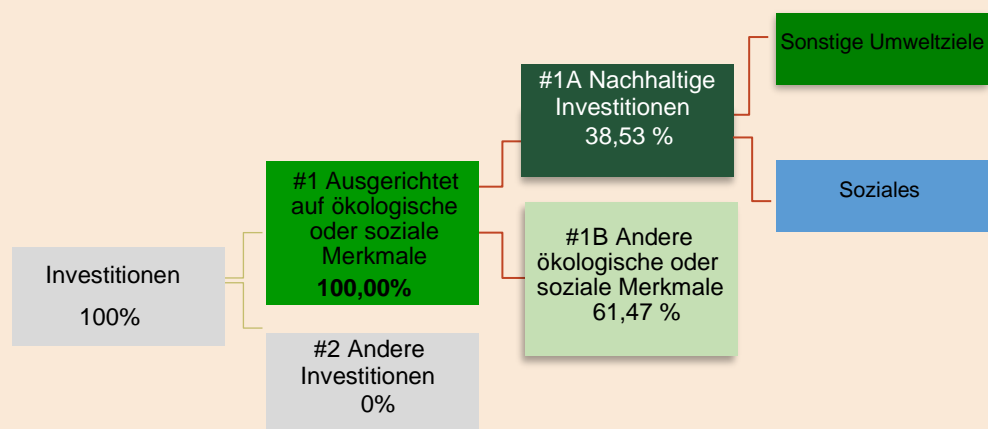 Investitionen
100%
#1 Ausgerichtet
auf ökologische
oder soziale
Merkmale
100,00%
#2 Andere
Investitionen
0%
#1A Nachhaltige
Investitionen
38,53 %
#1B Andere
ökologische oder
soziale Merkmale
61,47 %
Sonstige Umweltziele
Soziales